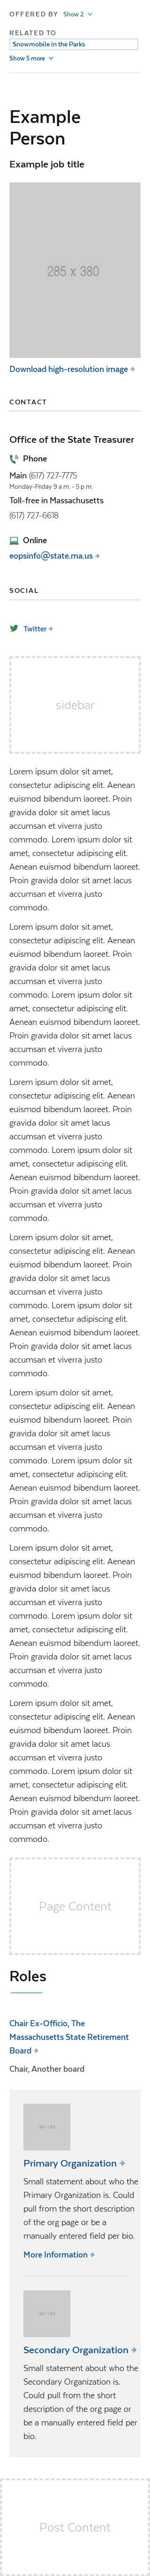 OFFERED BY Show 2
RELATED TO
Snowmobile in the Parks
Show 5 more
Example
Person
Example job title
285 x 380
Download high-resolution image
CONTACT
Office of the State Treasurer
Phone
Main (617) 727-7775
Monday-Friday 9 a.m. - 5 p.m.
Toll-free in Massachusetts
(617) 727-6618
Online
eopsinfo@state.ma.us
SOCIAL
Twitter
sidebar
Lorem ipsum dolor sit amet,
consectetur adipiscing elit. Aenean
euismod bibendum laoreet. Proin
gravida dolor sit amet lacus
accumsan et viverra justo
commodo. Lorem ipsum dolor sit
amet, consectetur adipiscing elit.
Aenean euismod bibendum laoreet.
Proin gravida dolor sit amet lacus
accumsan et viverra justo
commodo.
Lorem ipsum dolor sit amet,
consectetur adipiscing elit. Aenean
euismod bibendum laoreet. Proin
gravida dolor sit amet lacus
accumsan et viverra justo
commodo. Lorem ipsum dolor sit
amet, consectetur adipiscing elit.
Aenean euismod bibendum laoreet.
Proin gravida dolor sit amet lacus
accumsan et viverra justo
commodo.
Lorem ipsum dolor sit amet,
consectetur adipiscing elit. Aenean
euismod bibendum laoreet. Proin
gravida dolor sit amet lacus
accumsan et viverra justo
commodo. Lorem ipsum dolor sit
amet, consectetur adipiscing elit.
Aenean euismod bibendum laoreet.
Proin gravida dolor sit amet lacus
accumsan et viverra justo
commodo.
Lorem ipsum dolor sit amet,
consectetur adipiscing elit. Aenean
euismod bibendum laoreet. Proin
gravida dolor sit amet lacus
accumsan et viverra justo
commodo. Lorem ipsum dolor sit
amet, consectetur adipiscing elit.
Aenean euismod bibendum laoreet.
Proin gravida dolor sit amet lacus
accumsan et viverra justo
commodo.
Lorem ipsum dolor sit amet,
consectetur adipiscing elit. Aenean
euismod bibendum laoreet. Proin
gravida dolor sit amet lacus
accumsan et viverra justo
commodo. Lorem ipsum dolor sit
amet, consectetur adipiscing elit.
Aenean euismod bibendum laoreet.
Proin gravida dolor sit amet lacus
accumsan et viverra justo
commodo.
Lorem ipsum dolor sit amet,
consectetur adipiscing elit. Aenean
euismod bibendum laoreet. Proin
gravida dolor sit amet lacus
accumsan et viverra justo
commodo. Lorem ipsum dolor sit
amet, consectetur adipiscing elit.
Aenean euismod bibendum laoreet.
Proin gravida dolor sit amet lacus
accumsan et viverra justo
commodo.
Lorem ipsum dolor sit amet,
consectetur adipiscing elit. Aenean
euismod bibendum laoreet. Proin
gravida dolor sit amet lacus
accumsan et viverra justo
commodo. Lorem ipsum dolor sit
amet, consectetur adipiscing elit.
Aenean euismod bibendum laoreet.
Proin gravida dolor sit amet lacus
accumsan et viverra justo
commodo.
Page Content
Roles
Chair Ex-Officio, The
Massachusetts State Retirement
Board
Chair, Another board
Primary Organization
Small statement about who the
Primary Organization is. Could
pull from the short description
of the org page or be a
manually entered field per bio.
More Information
Secondary Organization
Small statement about who the
Secondary Organization is.
Could pull from the short
description of the org page or
be a manually entered field per
bio.
Post Content